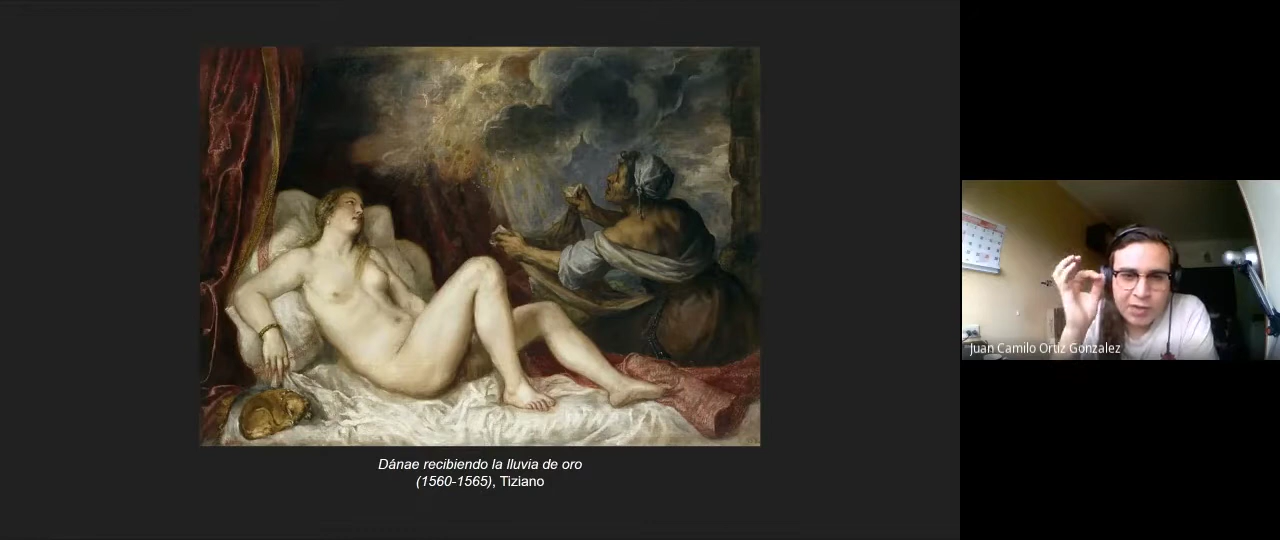 Dánae recibiendo la lluvia de oro
(1560-1565), Tiziano
Juan Camilo Ortiz Gonzalez